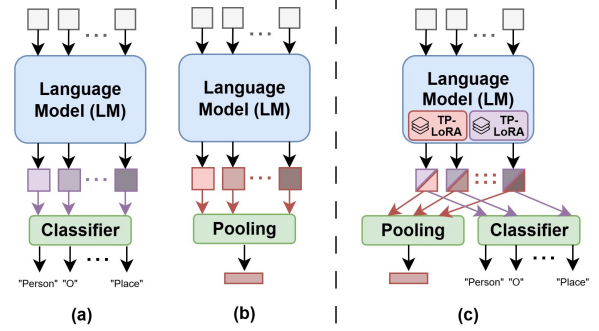 Language
Model (LM)
Classifier
"Person" "O" "Place"
(a)
Language
Model (LM)
Pooling
(b)
Language
Model (LM)
TP-
LoRA
TP-
LoRA
Pooling
Classifier
"Person" "O" "Place"
(c)